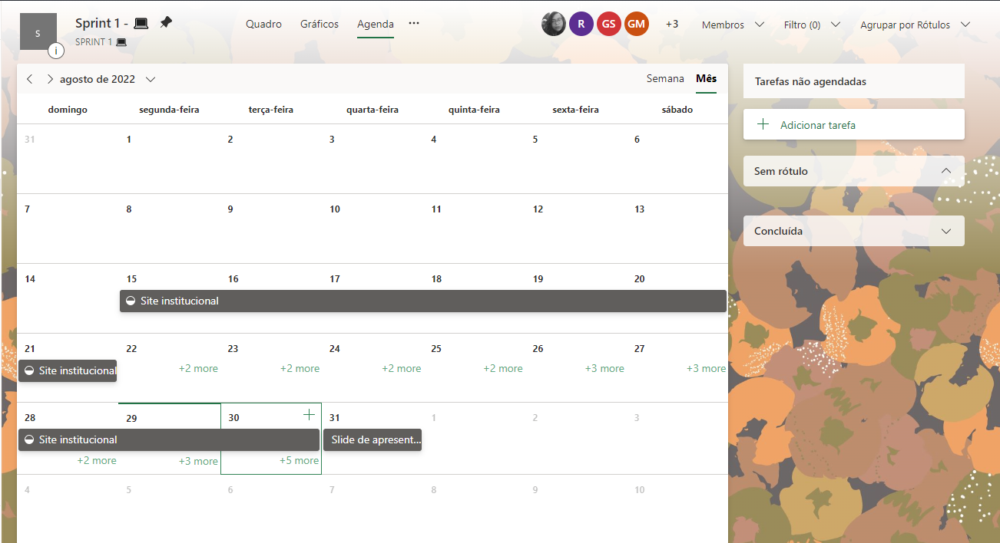 S
Sprint 1 - 💻
SPRINT 1 💻
i
Quadro Gráficos Agenda ···
R GS GM +3 Membros Filtro (0) Agrupar por Rótulos
agosto de 2022 Semana Mês
domingo segunda-feira terça-feira quarta-feira quinta-feira sexta-feira sábado
31 1 2 3 4 5 6
7 8 9 10 11 12 13
14 15 16 17 18 19 20
Site institucional
21 22 23 24 25 26 27
Site institucional +2 more +2 more +2 more +2 more +3 more +3 more
28 29 30 31 1 2 3
Site institucional Slide de apresent...
+2 more +3 more +5 more
4 5 6 7 8 9 10
Tarefas não agendadas
Adicionar tarefa
Sem rótulo
Concluída